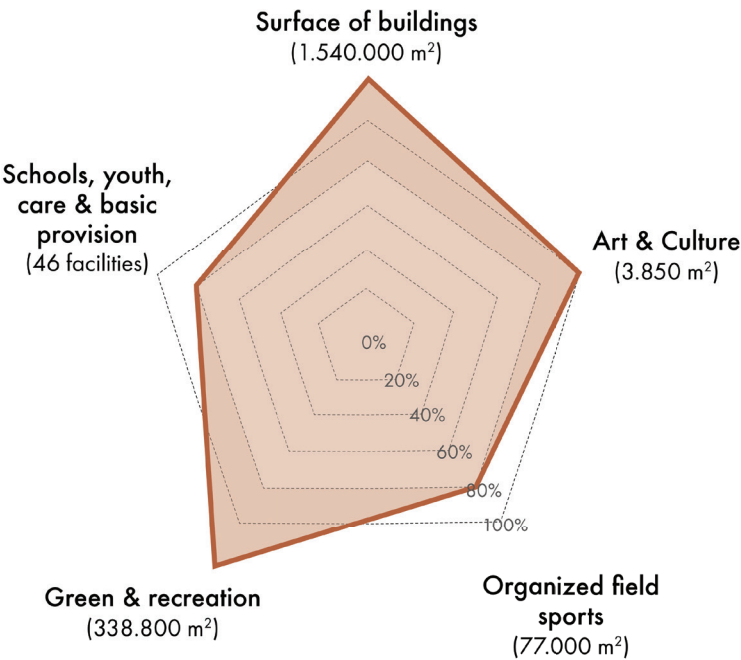 Surface of buildings
(1.540.000 m²)
Schools, youth,
care & basic
provision
(46 facilities)
Art & Culture
(3.850 m²)
0%
20%
40%
60%
80%
100%
Green & recreation
(338.800 m²)
Organized field
sports
(77.000 m²)